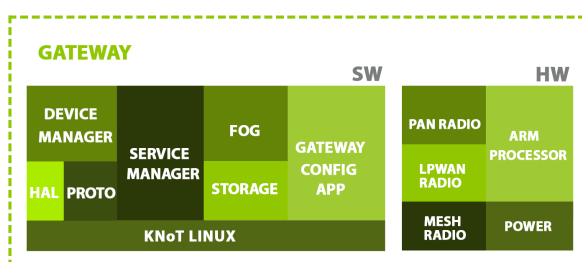 GATEWAY
SW
DEVICE
MANAGER
HAL
PROTO
SERVICE
MANAGER
FOG
STORAGE
GATEWAY
CONFIG
APP
KNoT LINUX
HW
PAN RADIO
LPWAN
RADIO
MESH
RADIO
ARM
PROCESSOR
POWER